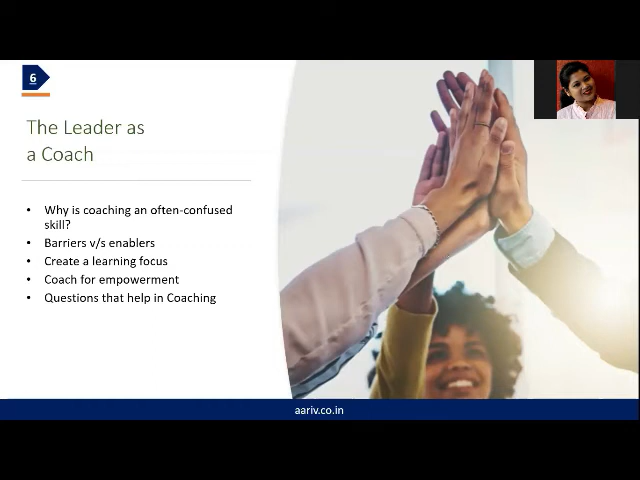 6
The Leader as
a Coach
• Why is coaching an often-confused
skill?
• Barriers v/s enablers
• Create a learning focus
• Coach for empowerment
• Questions that help in Coaching
aariv.co.in